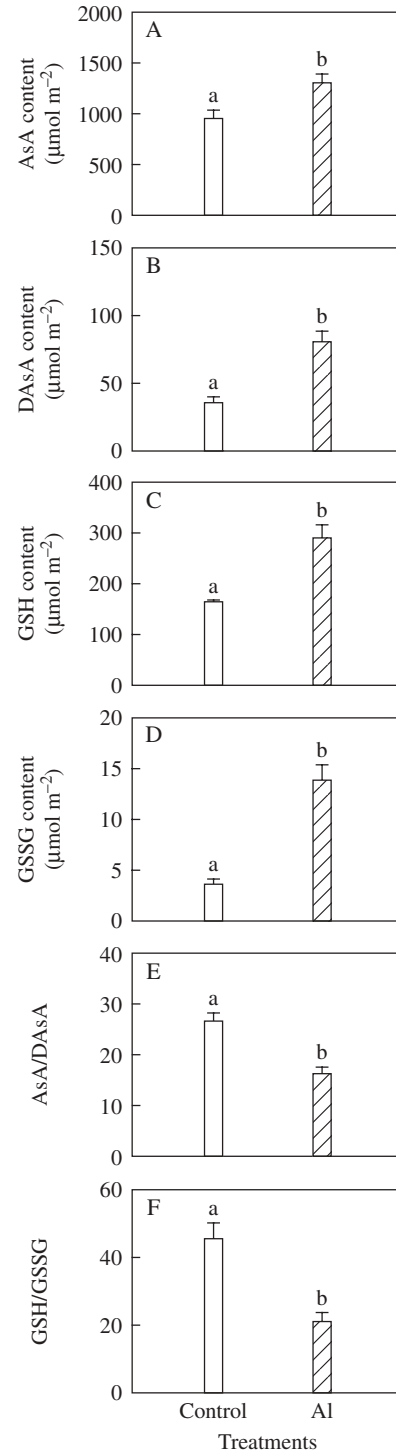 2000
A
b
1500
a
1000
500
0
AsA content
(µmol m−2)
150
B
b
100
a
50
0
DAsA content
(µmol m−2)
400
C
b
300
a
200
100
0
GSH content
(µmol m−2)
20
D
b
15
10
a
5
0
GSSG content
(µmol m−2)
40
E
a
30
b
20
10
0
AsA/DAsA
60
F
a
40
b
20
0
GSH/GSSG
Control Al
Treatments